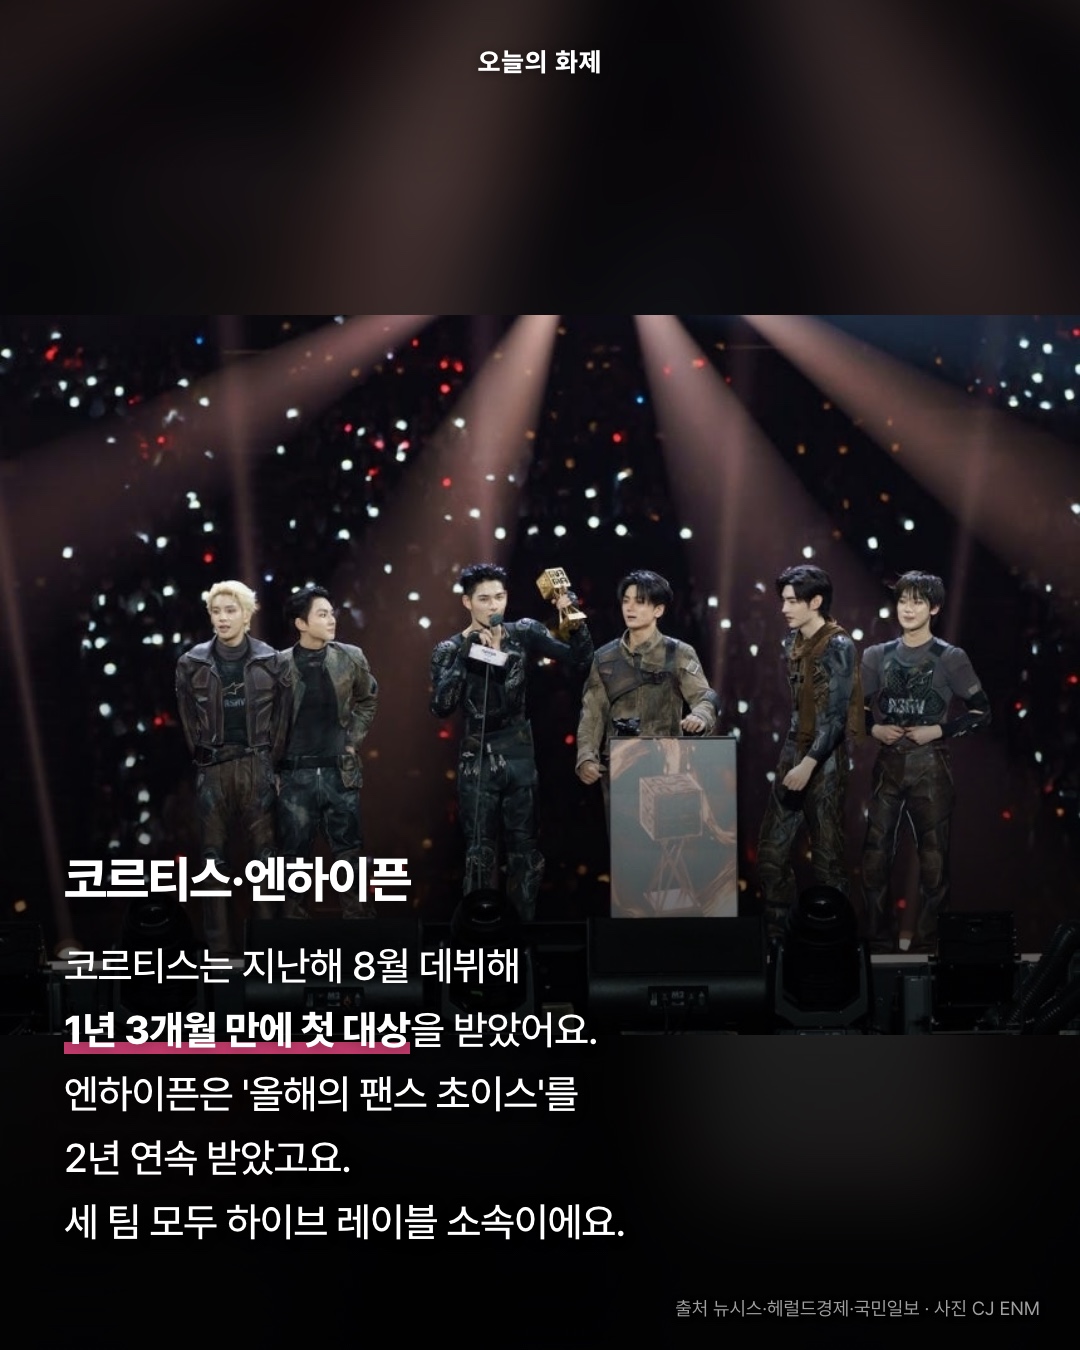 오늘의 화제
코르티스·엔하이픈
코르티스는 지난해 8월 데뷔해
1년 3개월 만에 첫 대상을 받았어요.
엔하이픈은 '올해의 팬스 초이스'를
2년 연속 받았고요.
세 팀 모두 하이브 레이블 소속이에요.
출처 뉴시스·헤럴드경제·국민일보 · 사진 CJ ENM